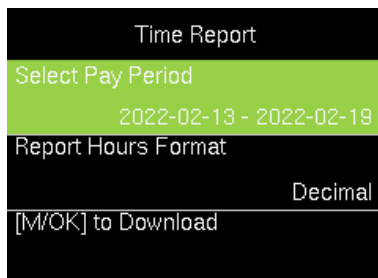 Time Report
Select Pay Period
2022-02-13 - 2022-02-19
Report Hours Format
Decimal
[M/OK] to Download